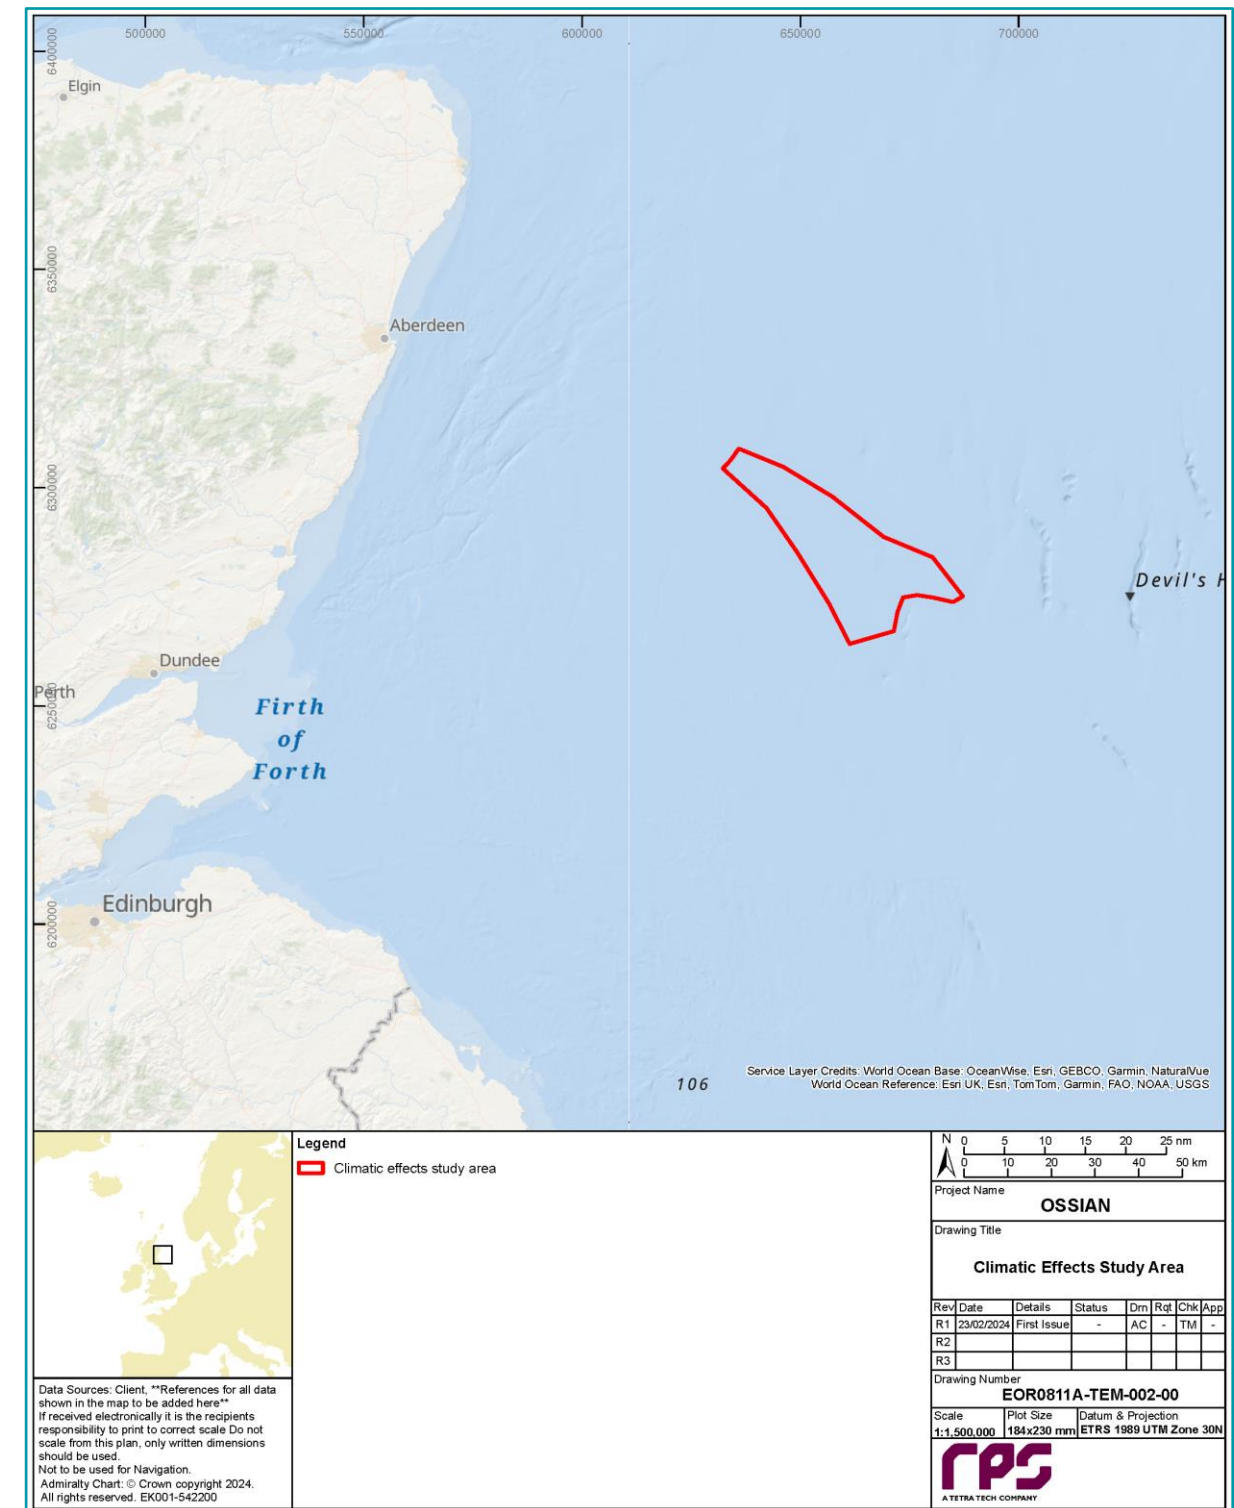 500000
550000
600000
650000
700000
6400000
Elgin
6350000
Aberdeen
6300000
Devil's H
Dundee
Perth
6250000
Firth
of
Forth
Edinburgh
6200000
106
Service Layer Credits: World Ocean Base: OceanWise, Esri, GEBCO, Garmin, NaturalVue
World Ocean Reference: Esri UK, Esri, TomTom, Garmin, FAO, NOAA, USGS
Legend
Climatic effects study area
N
0 5 10 15 20 25 nm
0 10 20 30 40 50 km
Project Name
OSSIAN
Drawing Title
Climatic Effects Study Area
Rev Date Details Status Drn Rqt Chk App
R1 23/02/2024 First Issue - AC - TM -
R2
R3
Drawing Number
EOR0811A-TEM-002-00
Scale Plot Size Datum & Projection
1:1,500,000 184x230 mm ETRS 1989 UTM Zone 30N
rps
A TETRA TECH COMPANY
Data Sources: Client, **References for all data
shown in the map to be added here**
If received electronically it is the recipients
responsibility to print to correct scale Do not
scale from this plan, only written dimensions
should be used.
Not to be used for Navigation.
Admiralty Chart: © Crown copyright 2024.
All rights reserved. EK001-542200